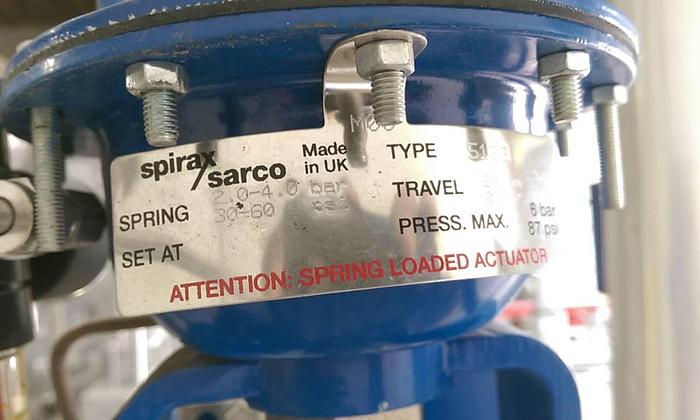 spirax
sarco
Made
in UK
SPRING 2.0-4.0 bar
30-60 psi
SET AT
TYPE
TRAVEL
PRESS. MAX. 6 bar
87 psi
ATTENTION: SPRING LOADED ACTUATOR